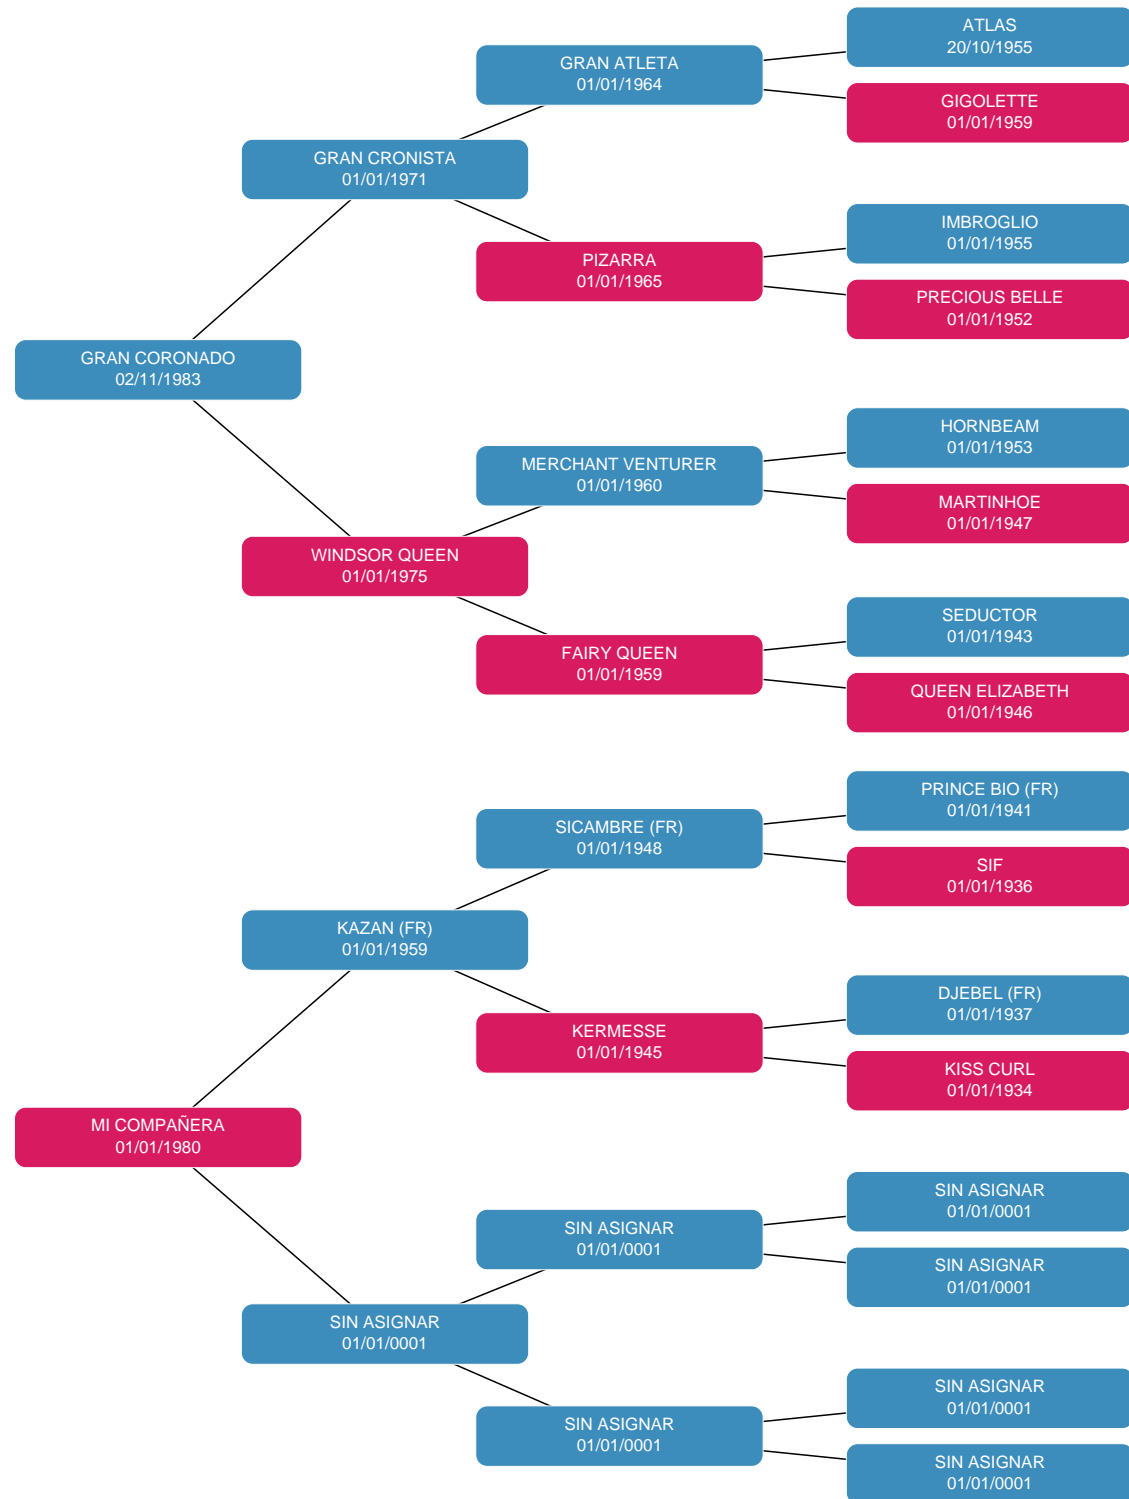 ATLAS
20/10/1955
GRAN ATLETA
01/01/1964
GIGOLETTE
01/01/1959
GRAN CRONISTA
01/01/1971
IMBROGLIO
01/01/1955
PIZARRA
01/01/1965
PRECIOUS BELLE
01/01/1952
GRAN CORONADO
02/11/1983
HORNBEAM
01/01/1953
MERCHANT VENTURER
01/01/1960
MARTINHOE
01/01/1947
WINDSOR QUEEN
01/01/1975
SEDUCTOR
01/01/1943
FAIRY QUEEN
01/01/1959
QUEEN ELIZABETH
01/01/1946
PRINCE BIO (FR)
01/01/1941
SICAMBRE (FR)
01/01/1948
SIF
01/01/1936
KAZAN (FR)
01/01/1959
DJEBEL (FR)
01/01/1937
KERMESSE
01/01/1945
KISS CURL
01/01/1934
MI COMPAÑERA
01/01/1980
SIN ASIGNAR
01/01/0001
SIN ASIGNAR
01/01/0001
SIN ASIGNAR
01/01/0001
SIN ASIGNAR
01/01/0001
SIN ASIGNAR
01/01/0001
SIN ASIGNAR
01/01/0001
SIN ASIGNAR
01/01/0001